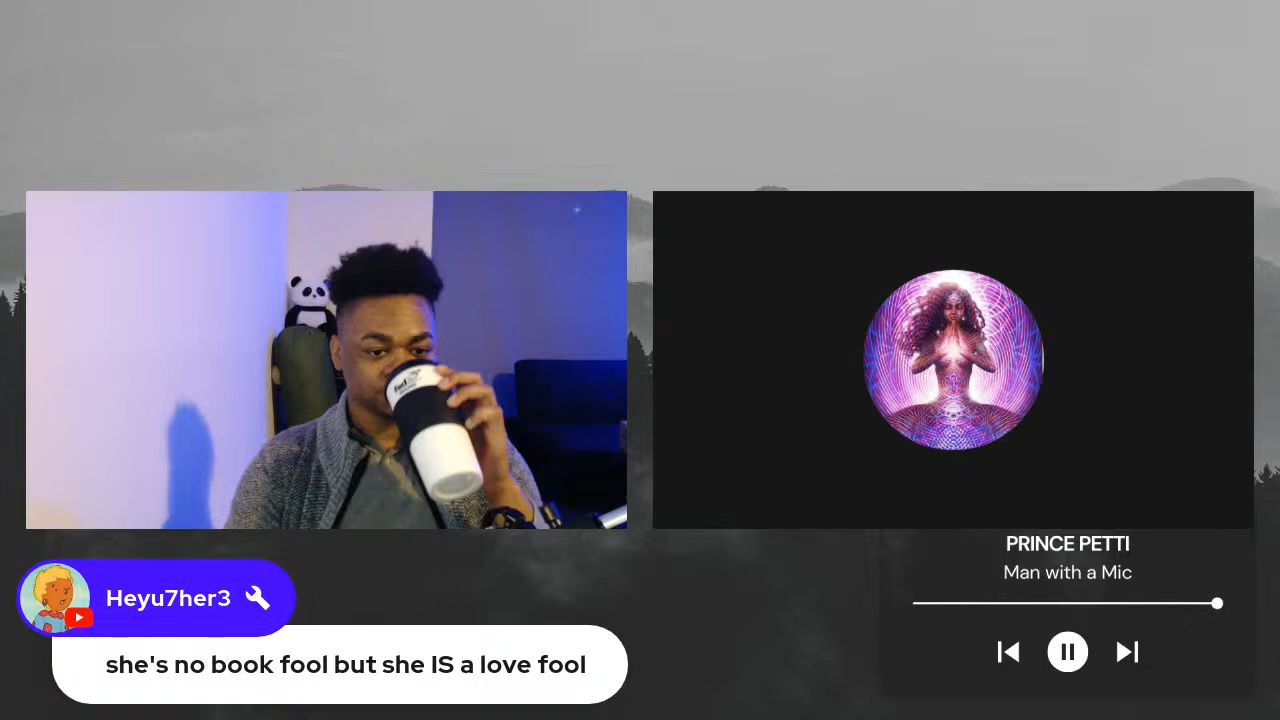 PRINCE PETTI
Man with a Mic
Heyu7her3
she's no book fool but she IS a love fool